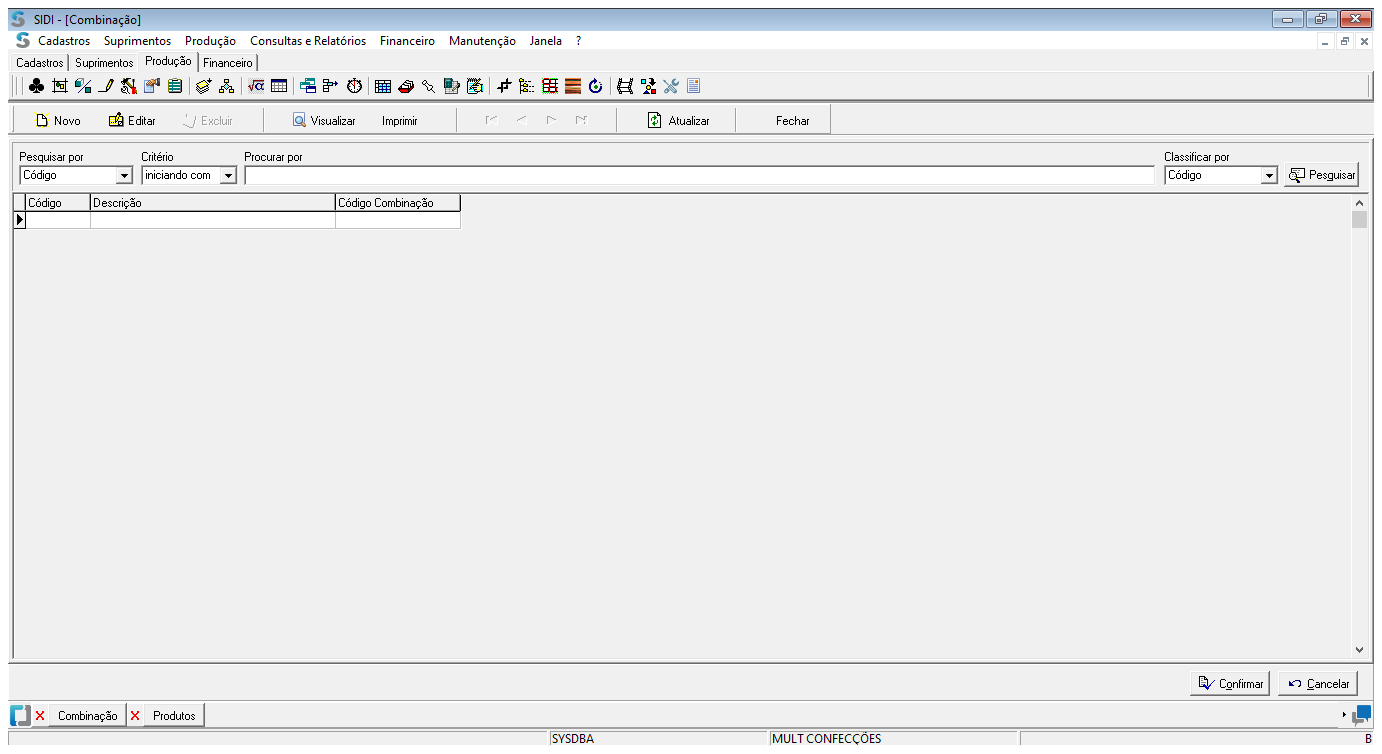 SIDI - [Combinação]
Cadastros Suprimentos Produção Consultas e Relatórios Financeiro Manutenção Janela ?
Cadastros Suprimentos Produção Financeiro
Novo Editar Excluir Visualizar Imprimir Atualizar Fechar
Pesquisar por Critério Procurar por Classificar por
Código iniciando com Código Pesquisar
Código Descrição Código Combinação
Confirmar Cancelar
Combinação Produtos
SYSDBA MULT CONFECÇÕES B